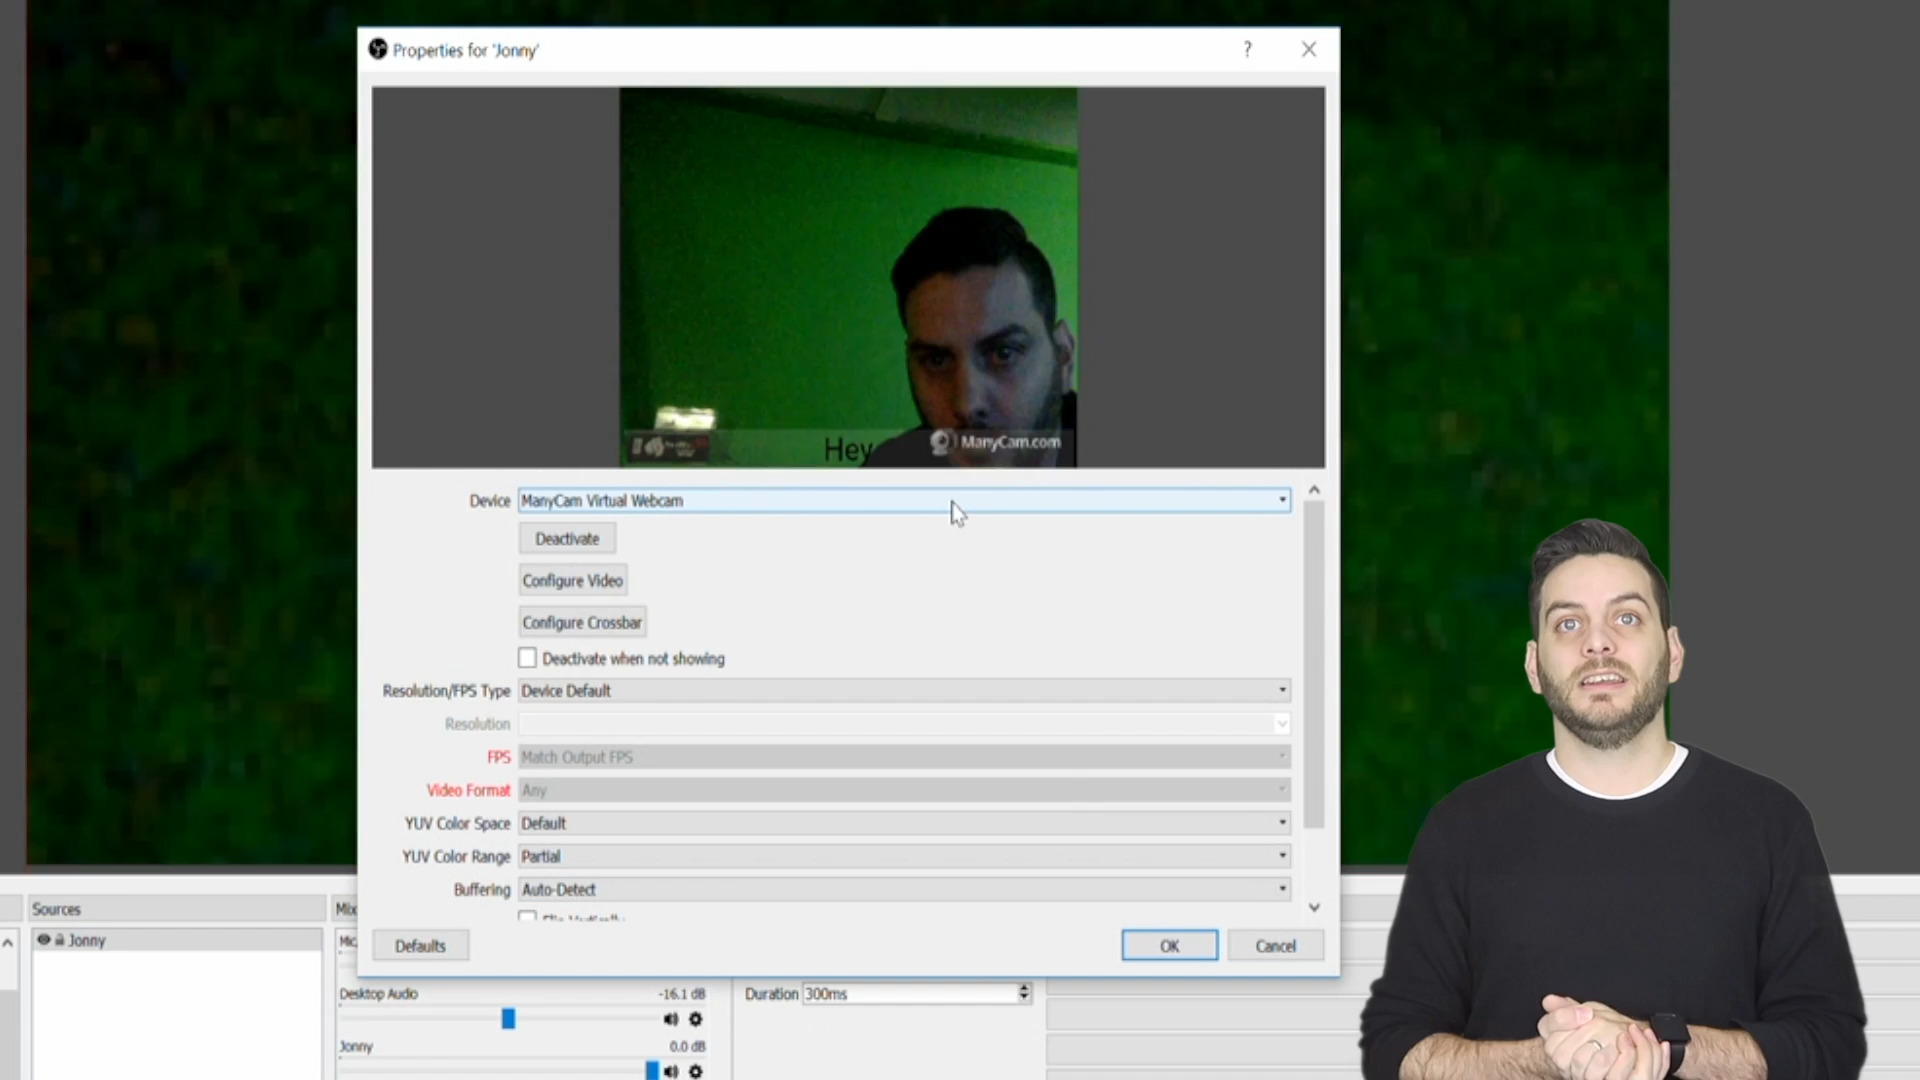 Properties for 'Jonny'
?
Hey
ManyCam.com
Device ManyCam Virtual Webcam
Deactivate
Configure Video
Configure Crossbar
Deactivate when not showing
Resolution/FPS Type Device Default
Resolution
FPS Match Output FPS
Video Format Any
YUV Color Space Default
YUV Color Range Partial
Buffering Auto-Detect
Defaults OK Cancel
Sources
Jonny
Desktop Audio -16.1 dB
Jonny 0.0 dB
Duration 300ms